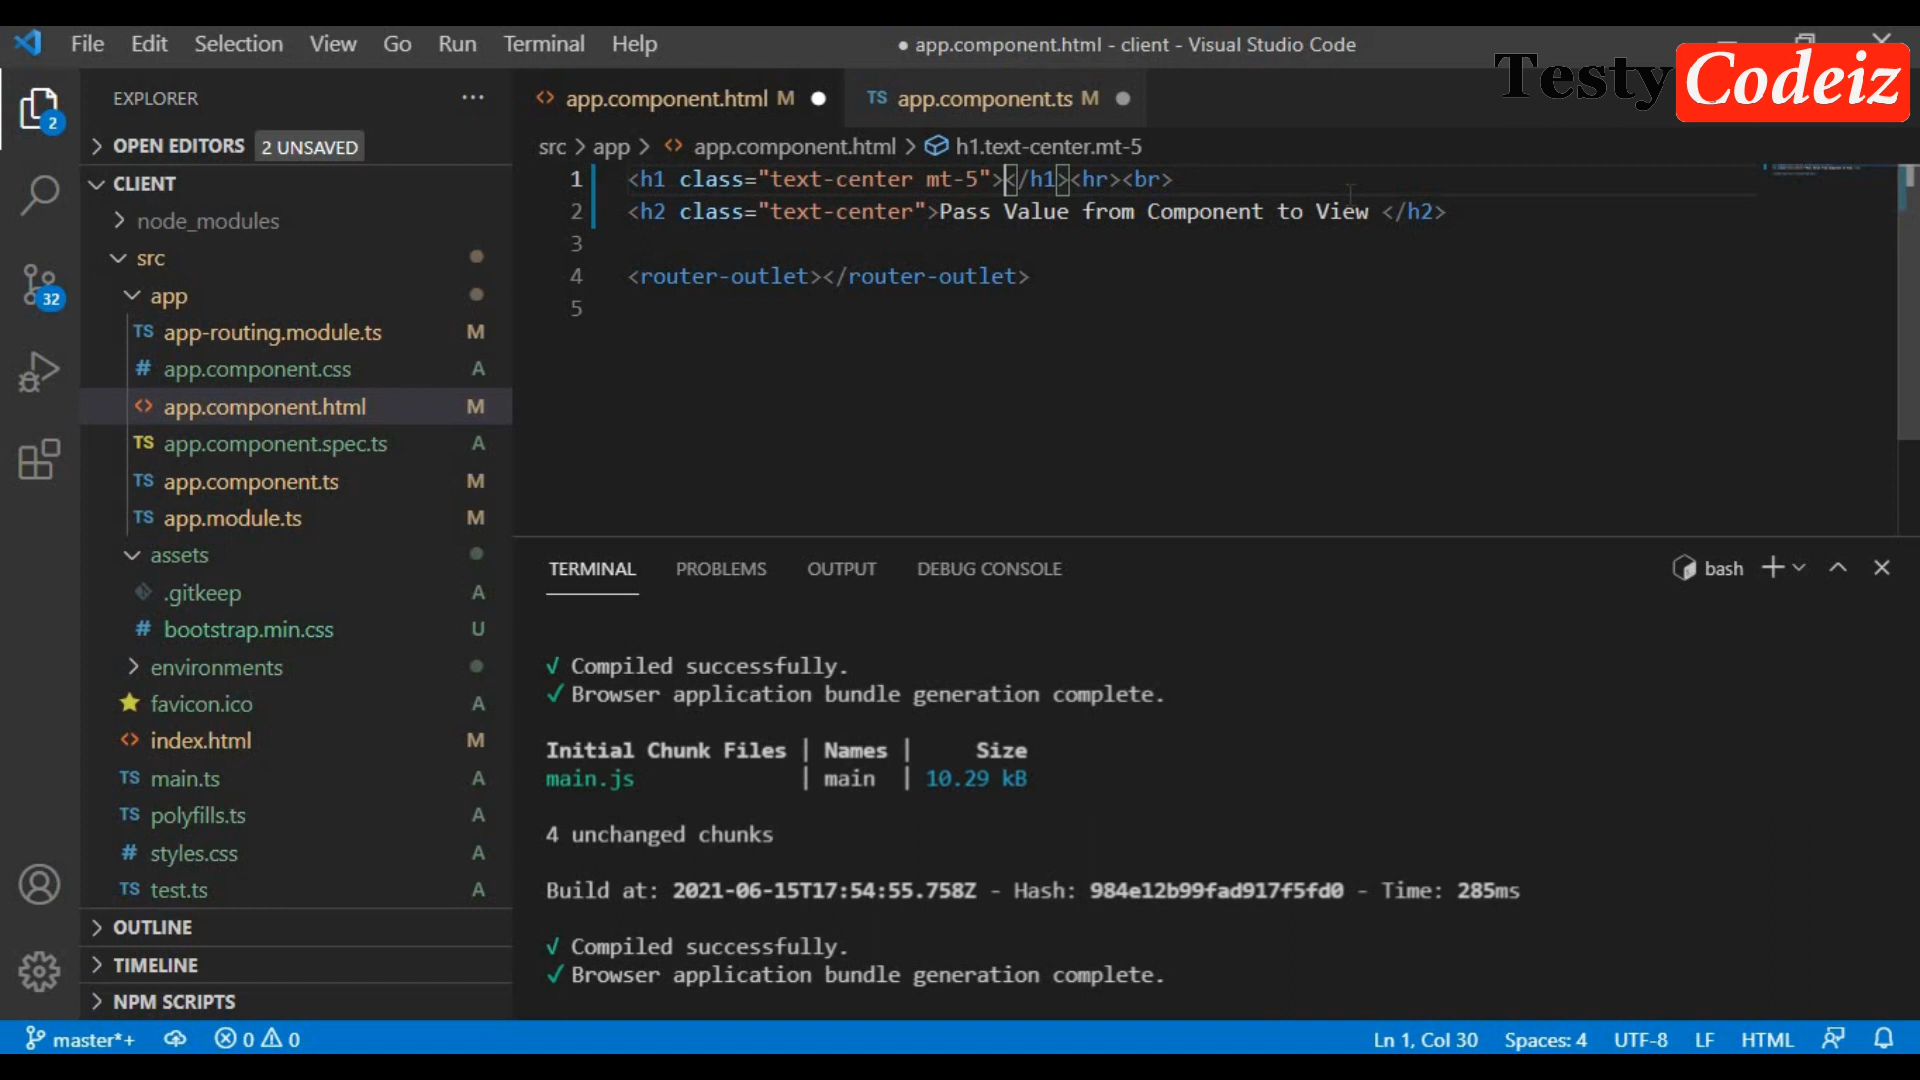 File Edit Selection View Go Run Terminal Help
● app.component.html - client - Visual Studio Code
Testy Codeiz
EXPLORER ...
OPEN EDITORS 2 UNSAVED
CLIENT
node_modules
src
app
TS app-routing.module.ts M
# app.component.css A
<> app.component.html M
TS app.component.spec.ts A
TS app.component.ts M
TS app.module.ts M
assets
.gitkeep A
# bootstrap.min.css U
environments
favicon.ico A
<> index.html M
TS main.ts A
TS polyfills.ts A
# styles.css A
TS test.ts A
OUTLINE
TIMELINE
NPM SCRIPTS
2
32
<> app.component.html M ●
TS app.component.ts M ●
src > app > <> app.component.html > h1.text-center.mt-5
1 <h1 class="text-center mt-5"></h1><hr><br>
2 <h2 class="text-center">Pass Value from Component to View </h2>
3
4 <router-outlet></router-outlet>
5
TERMINAL PROBLEMS OUTPUT DEBUG CONSOLE
bash
√ Compiled successfully.
✓ Browser application bundle generation complete.
Initial Chunk Files | Names | Size
main.js | main | 10.29 kB
4 unchanged chunks
Build at: 2021-06-15T17:54:55.758Z - Hash: 984e12b99fad917f5fd0 - Time: 285ms
√ Compiled successfully.
✓ Browser application bundle generation complete.
master*+ 0 0
Ln 1, Col 30 Spaces: 4 UTF-8 LF HTML